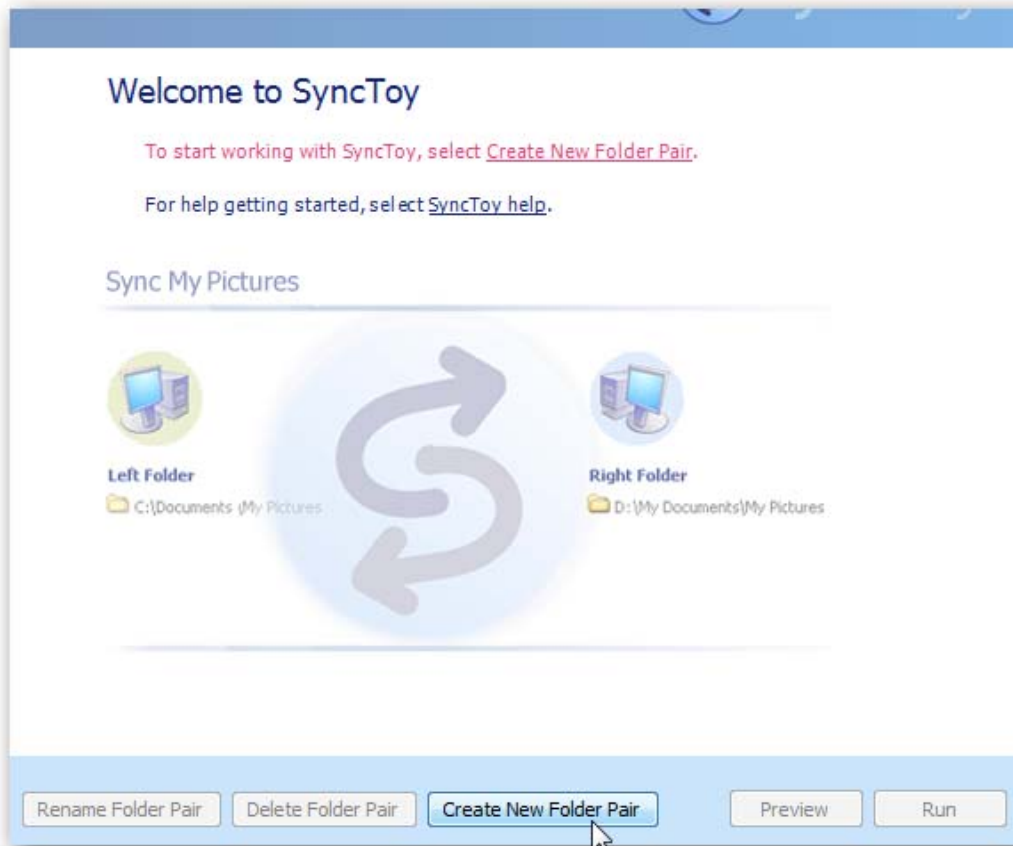 Welcome to SyncToy
To start working with SyncToy, select Create New Folder Pair.
For help getting started, select SyncToy help.
Sync My Pictures
Left Folder
C:\Documents \My Pictures
Right Folder
D:\My Documents\My Pictures
Rename Folder Pair
Delete Folder Pair
Create New Folder Pair
Preview
Run